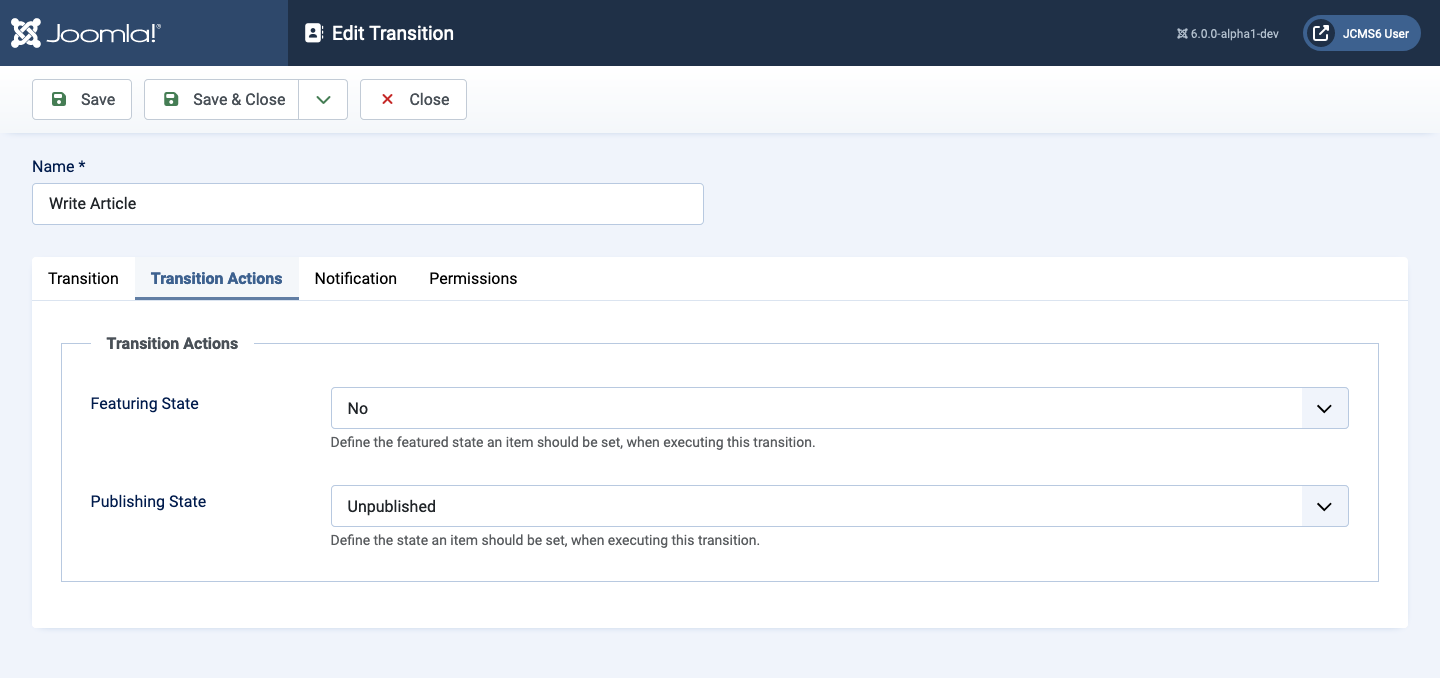 Joomla!®
Edit Transition
6.0.0-alpha1-dev
JCMS6 User
Save
Save & Close
Close
Name *
Write Article
Transition
Transition Actions
Notification
Permissions
Transition Actions
Featuring State
No
Define the featured state an item should be set, when executing this transition.
Publishing State
Unpublished
Define the state an item should be set, when executing this transition.